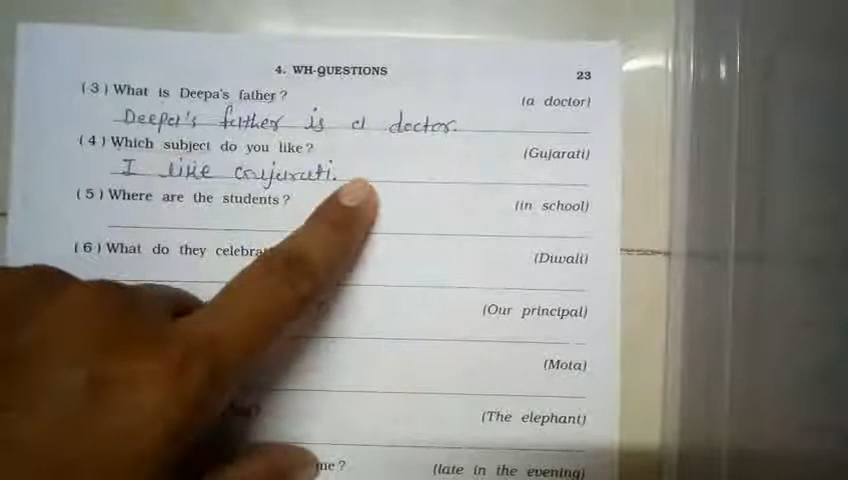 4. WH-QUESTIONS 23
( 3 ) What is Deepa's father ? (a doctor)
Deepa's father is a doctor.
( 4 ) Which subject do you like ? (Gujarati)
I like Gujarati.
( 5 ) Where are the students ? (in school)
( 6 ) What do they celebra (Diwali)
? (Our principal)
(Mota)
(The elephant)
me ? (late in the evening)